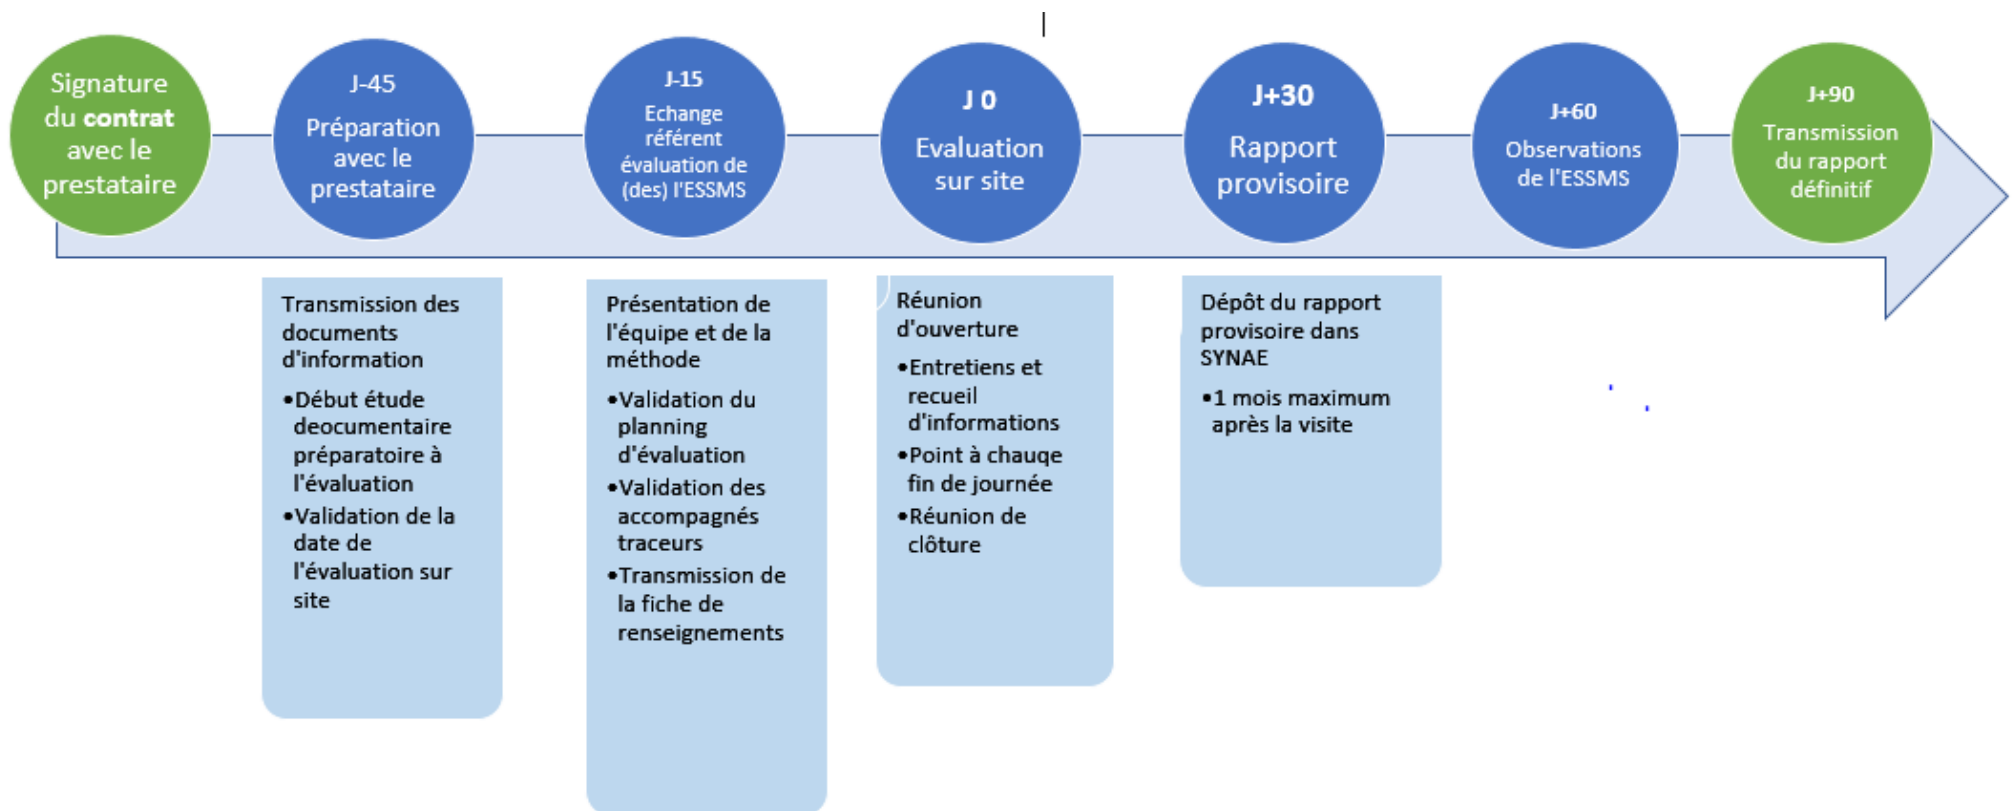 Signature
du contrat
avec le
prestataire
J-45
Préparation
avec le
prestataire
J-15
Echange
référent
évaluation de
(des) l'ESSMS
J 0
Evaluation
sur site
J+30
Rapport
provisoire
J+60
Observations
de l'ESSMS
J+90
Transmission
du rapport
définitif
Transmission des
documents
d'information
•Début étude
deocumentaire
préparatoire à
l'évaluation
•Validation de la
date de
l'évaluation sur
site
Présentation de
l'équipe et de la
méthode
•Validation du
planning
d'évaluation
•Validation des
accompagnés
traceurs
•Transmission de
la fiche de
renseignements
Réunion
d'ouverture
•Entretiens et
recueil
d'informations
•Point à chauqe
fin de journée
•Réunion de
clôture
Dépôt du rapport
provisoire dans
SYNAE
•1 mois maximum
après la visite